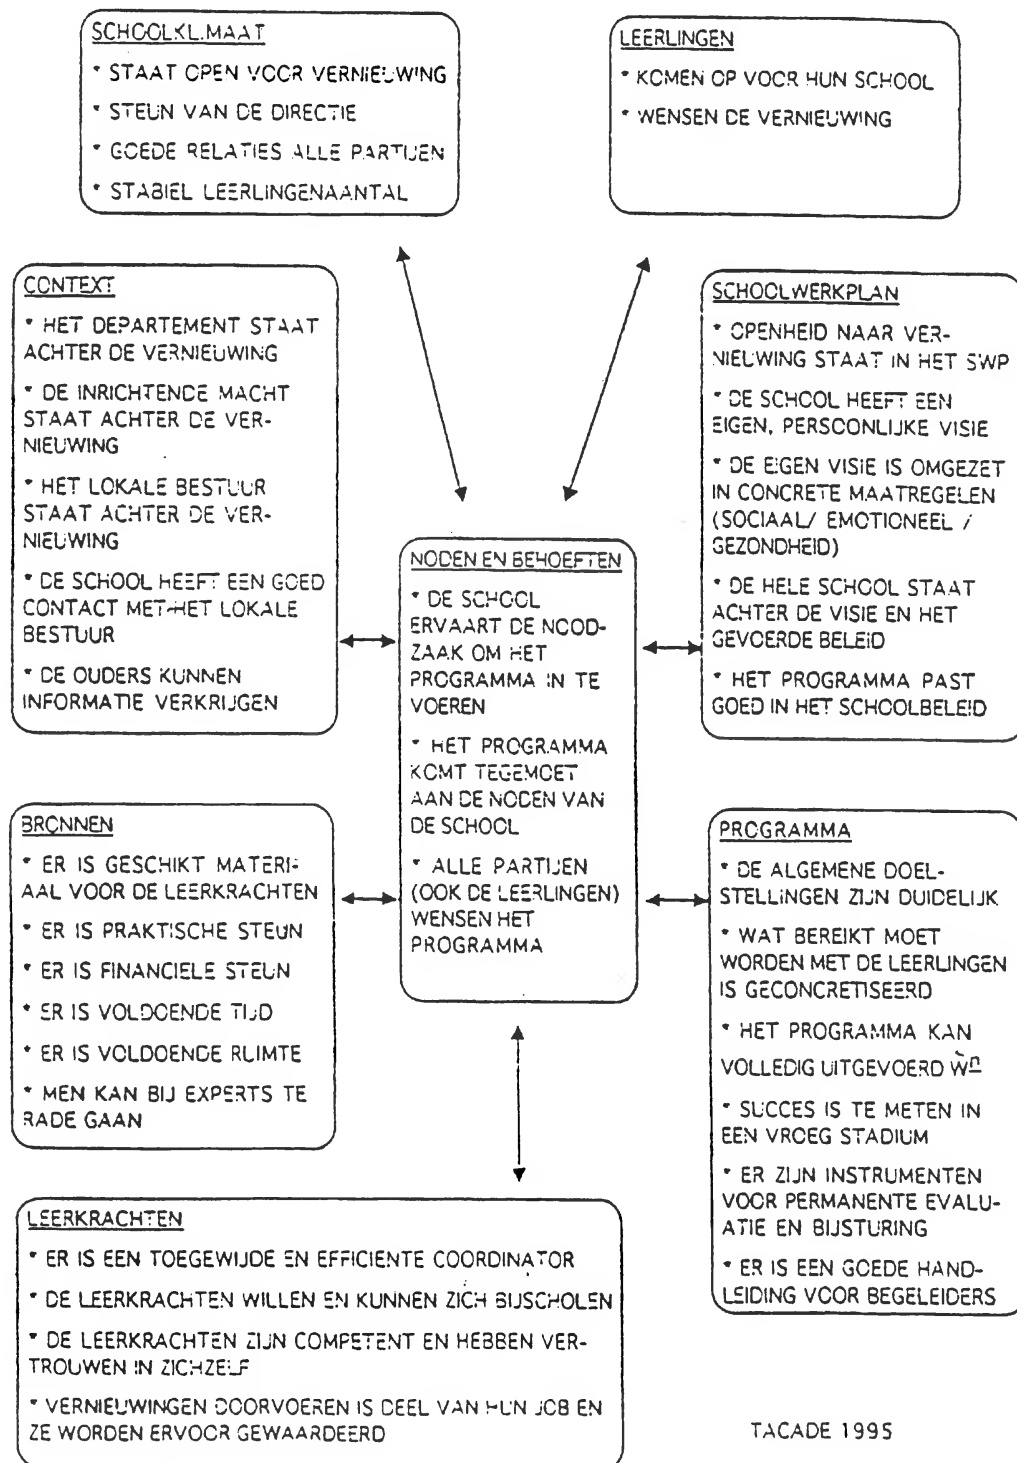 SCHOOLKLIMAAT
* STAAT OPEN VOOR VERNIEUWING
* STEUN VAN DE DIRECTIE
* GOEDE RELATIES ALLE PARTIJEN
* STABIEL LEERLINGENAANTAL
LEERLINGEN
* KOMEN OP VOOR HUN SCHOOL
* WENSEN DE VERNIEUWING
CONTEXT
* HET DEPARTEMENT STAAT
ACHTER DE VERNIEUWING
* DE INRICHTENDE MACHT
STAAT ACHTER DE VER-
NIEUWING
* HET LOKALE BESTUUR
STAAT ACHTER DE VER-
NIEUWING
* DE SCHOOL HEEFT EEN GOED
CONTACT MET HET LOKALE
BESTUUR
* DE OUDERS KUNNEN
INFORMATIE VERKRIJGEN
SCHOOLWERKPLAN
* OPENHEID NAAR VER-
NIEUWING STAAT IN HET SWP
* DE SCHOOL HEEFT EEN
EIGEN, PERSOONLIJKE VISIE
* DE EIGEN VISIE IS OMGEZET
IN CONCRETE MAATREGELEN
(SOCIAAL/ EMOTIONEEL /
GEZONDHEID)
* DE HELE SCHOOL STAAT
ACHTER DE VISIE EN HET
GEVOERDE BELEID
* HET PROGRAMMA PAST
GOED IN HET SCHOOLBELEID
NODEN EN BEHOEFTEN
* DE SCHOOL
ERVAART DE NOOD-
ZAAK OM HET
PROGRAMMA IN TE
VOEREN
* HET PROGRAMMA
KOMT TEGEMOET
AAN DE NODEN VAN
DE SCHOOL
* ALLE PARTIJEN
(OOK DE LEERLINGEN)
WENSEN HET
PROGRAMMA
BRONNEN
* ER IS GESCHIKT MATERI-
AAL VOOR DE LEERKRACHTEN
* ER IS PRAKTISCHE STEUN
* ER IS FINANCIELE STEUN
* ER IS VOLDOENDE TIJD
* ER IS VOLDOENDE RUIMTE
* MEN KAN BIJ EXPERTS TE
RADE GAAN
PROGRAMMA
* DE ALGEMENE DOEL-
STELLINGEN ZIJN DUIDELIJK
* WAT BEREIKT MOET
WORDEN MET DE LEERLINGEN
IS GECONCRETISEERD
* HET PROGRAMMA KAN
VOLLEDIG UITGEVOERD Wn
* SUCCES IS TE METEN IN
EEN VROEG STADIUM
* ER ZIJN INSTRUMENTEN
VOOR PERMANENTE EVALU-
ATIE EN BIJSTURING
* ER IS EEN GOEDE HAND-
LEIDING VOOR BEGELEIDERS
LEERKRACHTEN
* ER IS EEN TOEGEWIJDE EN EFFICIENTE COORDINATOR
* DE LEERKRACHTEN WILLEN EN KUNNEN ZICH BIJSCHOLEN
* DE LEERKRACHTEN ZIJN COMPETENT EN HEBBEN VER-
TROUWEN IN ZICHZELF
* VERNIEUWINGEN DOORVOEREN IS DEEL VAN HUN JOB EN
ZE WORDEN ERVOOR GEWAARDEERD
TACADE 1995